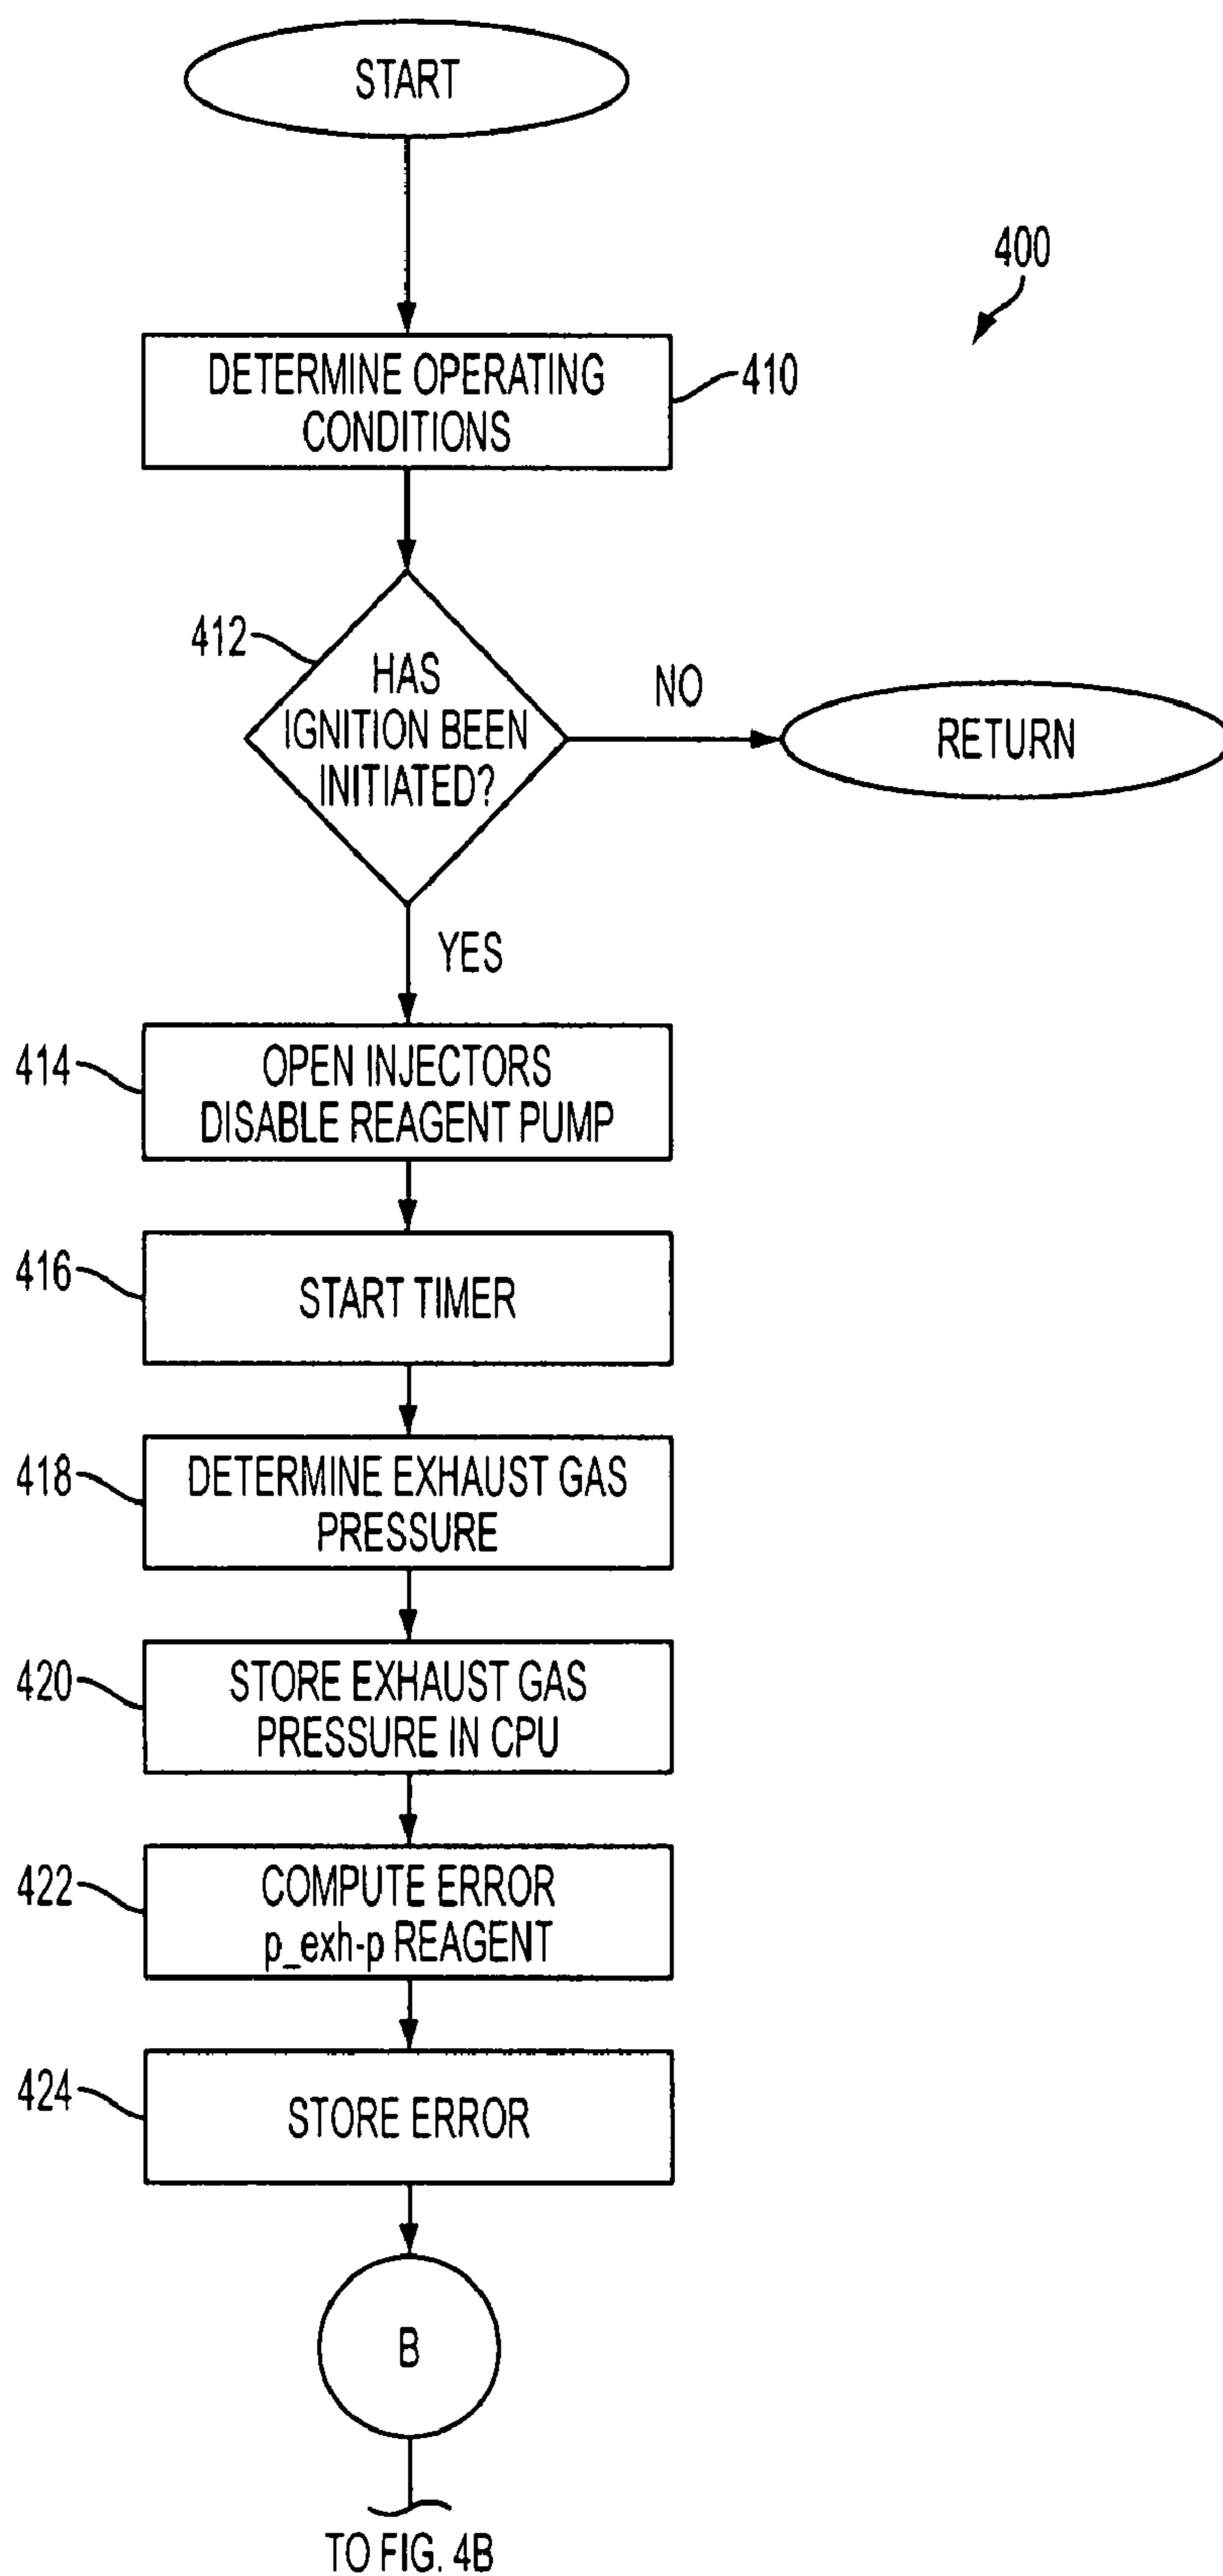 START
400
DETERMINE OPERATING
CONDITIONS
410
412
HAS
IGNITION BEEN
INITIATED?
NO
RETURN
YES
414
OPEN INJECTORS
DISABLE REAGENT PUMP
416
START TIMER
418
DETERMINE EXHAUST GAS
PRESSURE
420
STORE EXHAUST GAS
PRESSURE IN CPU
422
COMPUTE ERROR
p_exh-p REAGENT
424
STORE ERROR
B
TO FIG. 4B